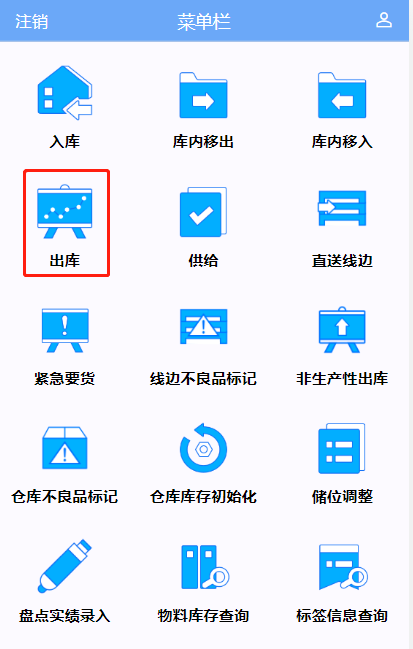 注销 菜单栏
入库 库内移出 库内移入
出库 供给 直送线边
紧急要货 线边不良品标记 非生产性出库
仓库不良品标记 仓库库存初始化 储位调整
盘点实绩录入 物料库存查询 标签信息查询